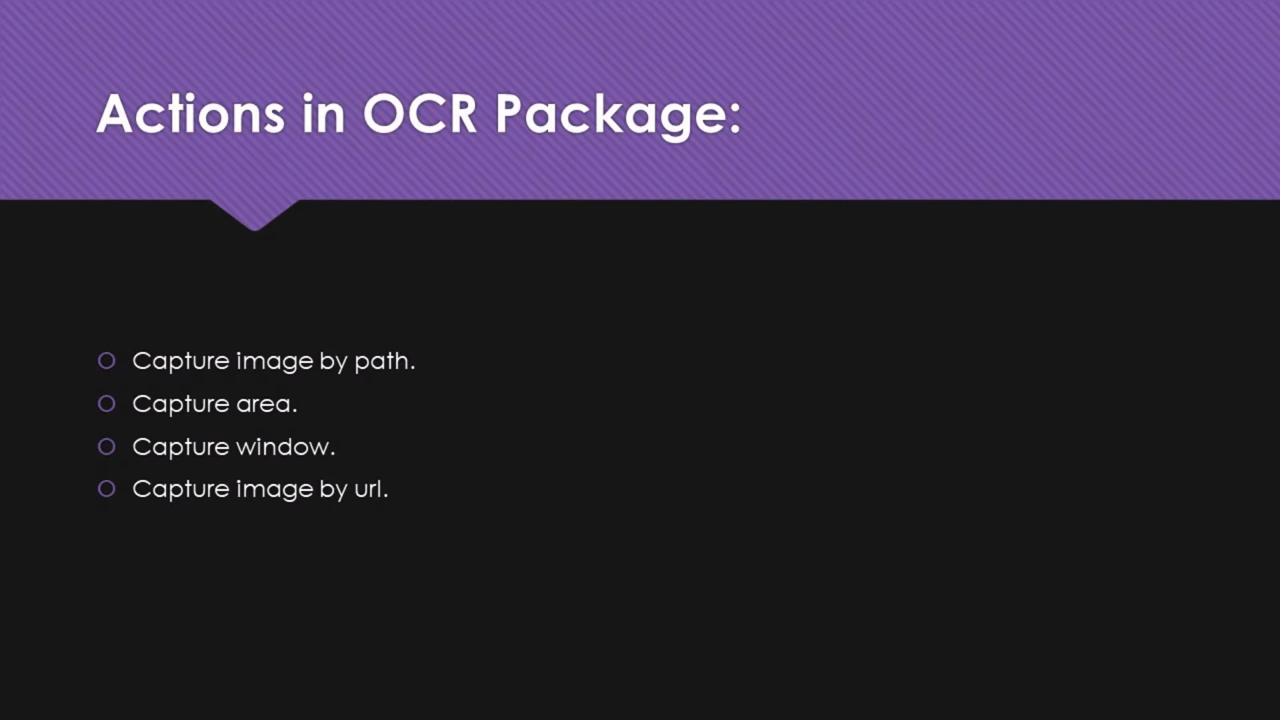 Actions in OCR Package:
Capture image by path.
Capture area.
Capture window.
Capture image by url.